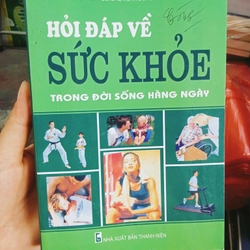 HỎI ĐÁP VỀ
SỨC KHỎE
TRONG ĐỜI SỐNG HÀNG NGÀY
NHÀ XUẤT BẢN THANH NIÊN